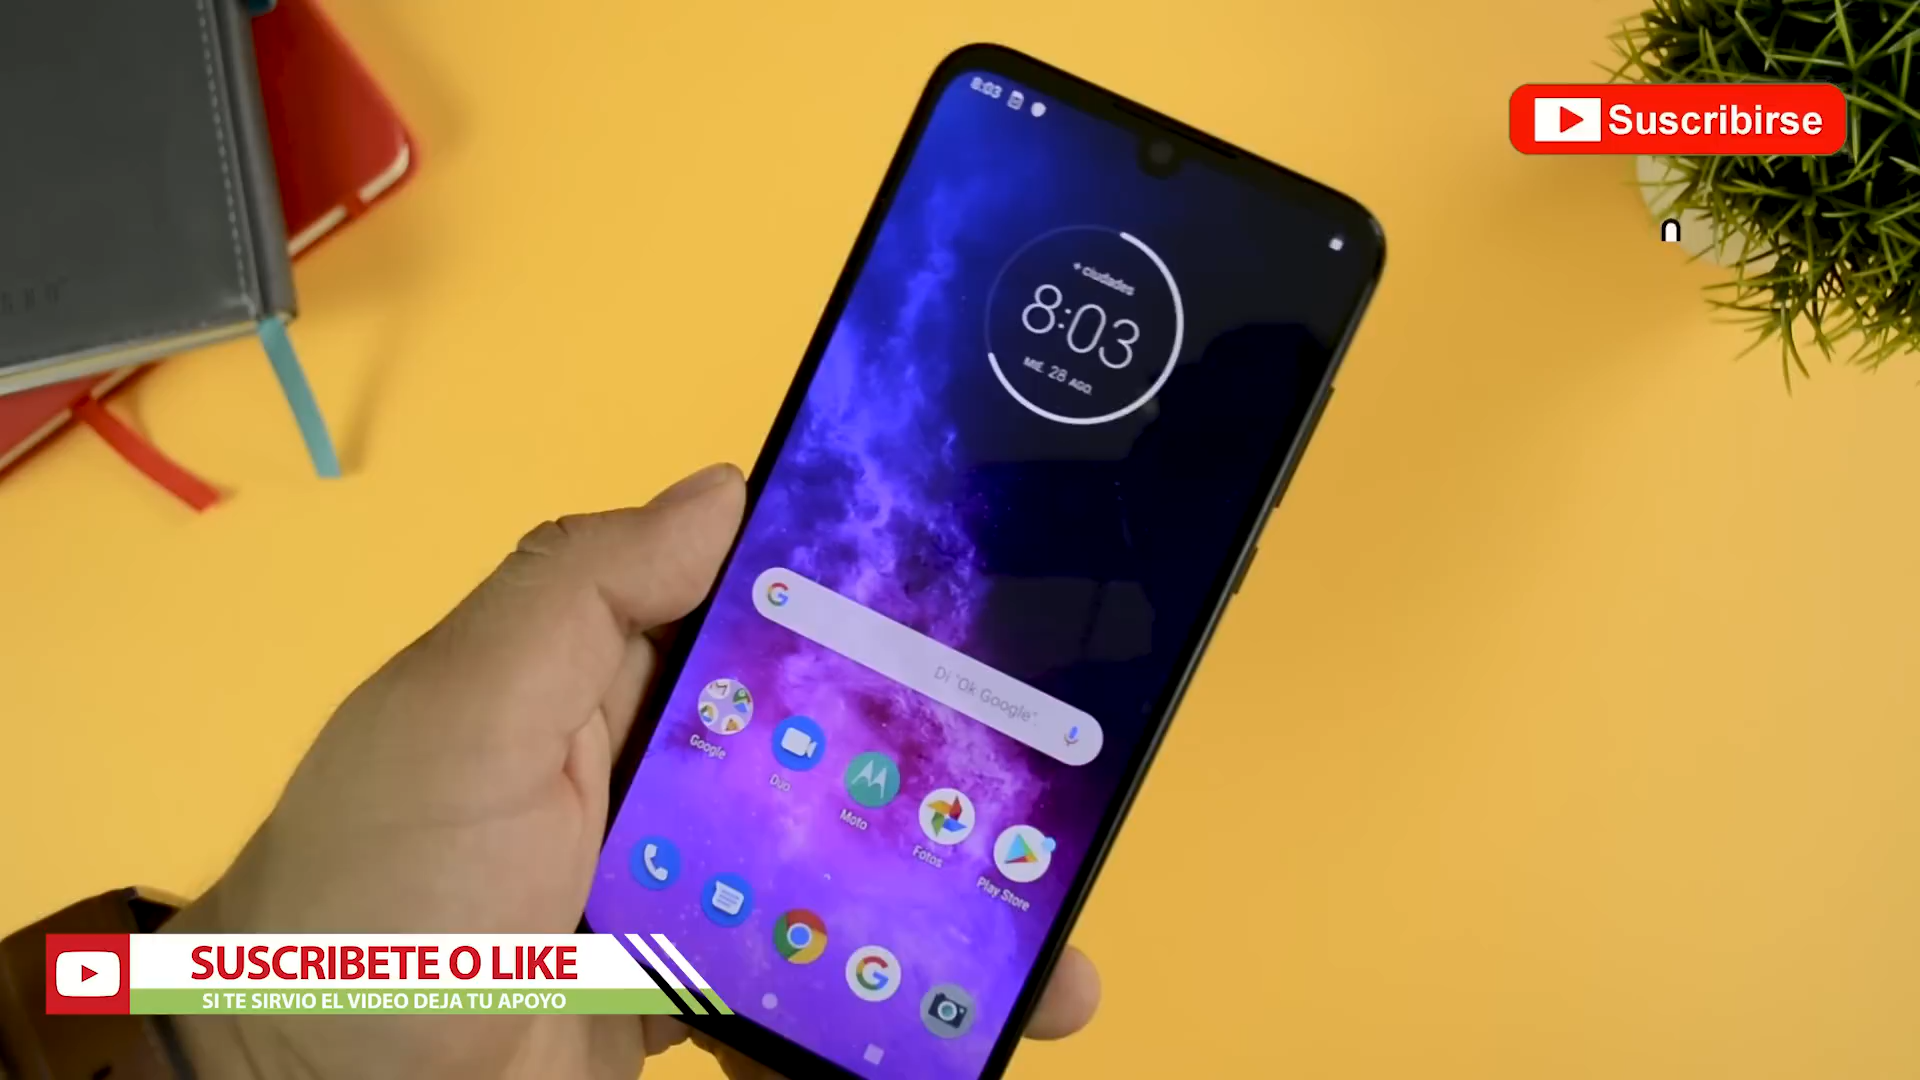 Suscribirse
8:03
+ ciudades
8:03
MIÉ. 28 AGO.
Di "Ok Google"
Google
Duo
Moto
Fotos
Play Store
SUSCRIBETE O LIKE
SI TE SIRVIO EL VIDEO DEJA TU APOYO